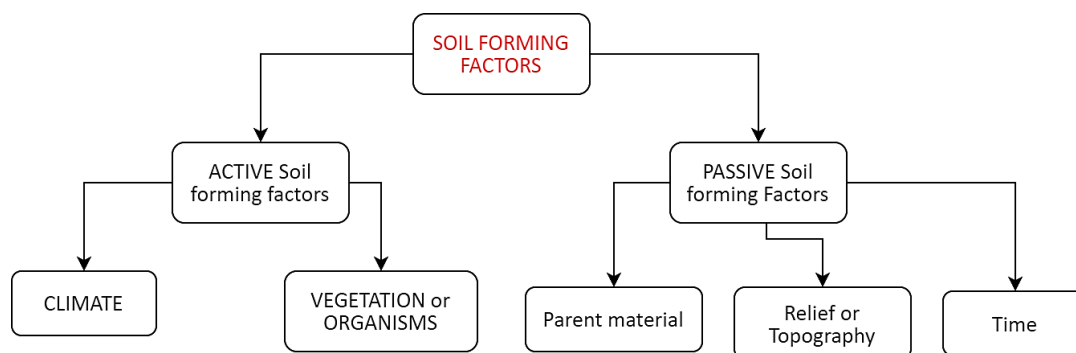 SOIL FORMING
FACTORS
ACTIVE Soil
forming factors
PASSIVE Soil
forming Factors
CLIMATE
VEGETATION or
ORGANISMS
Parent material
Relief or
Topography
Time